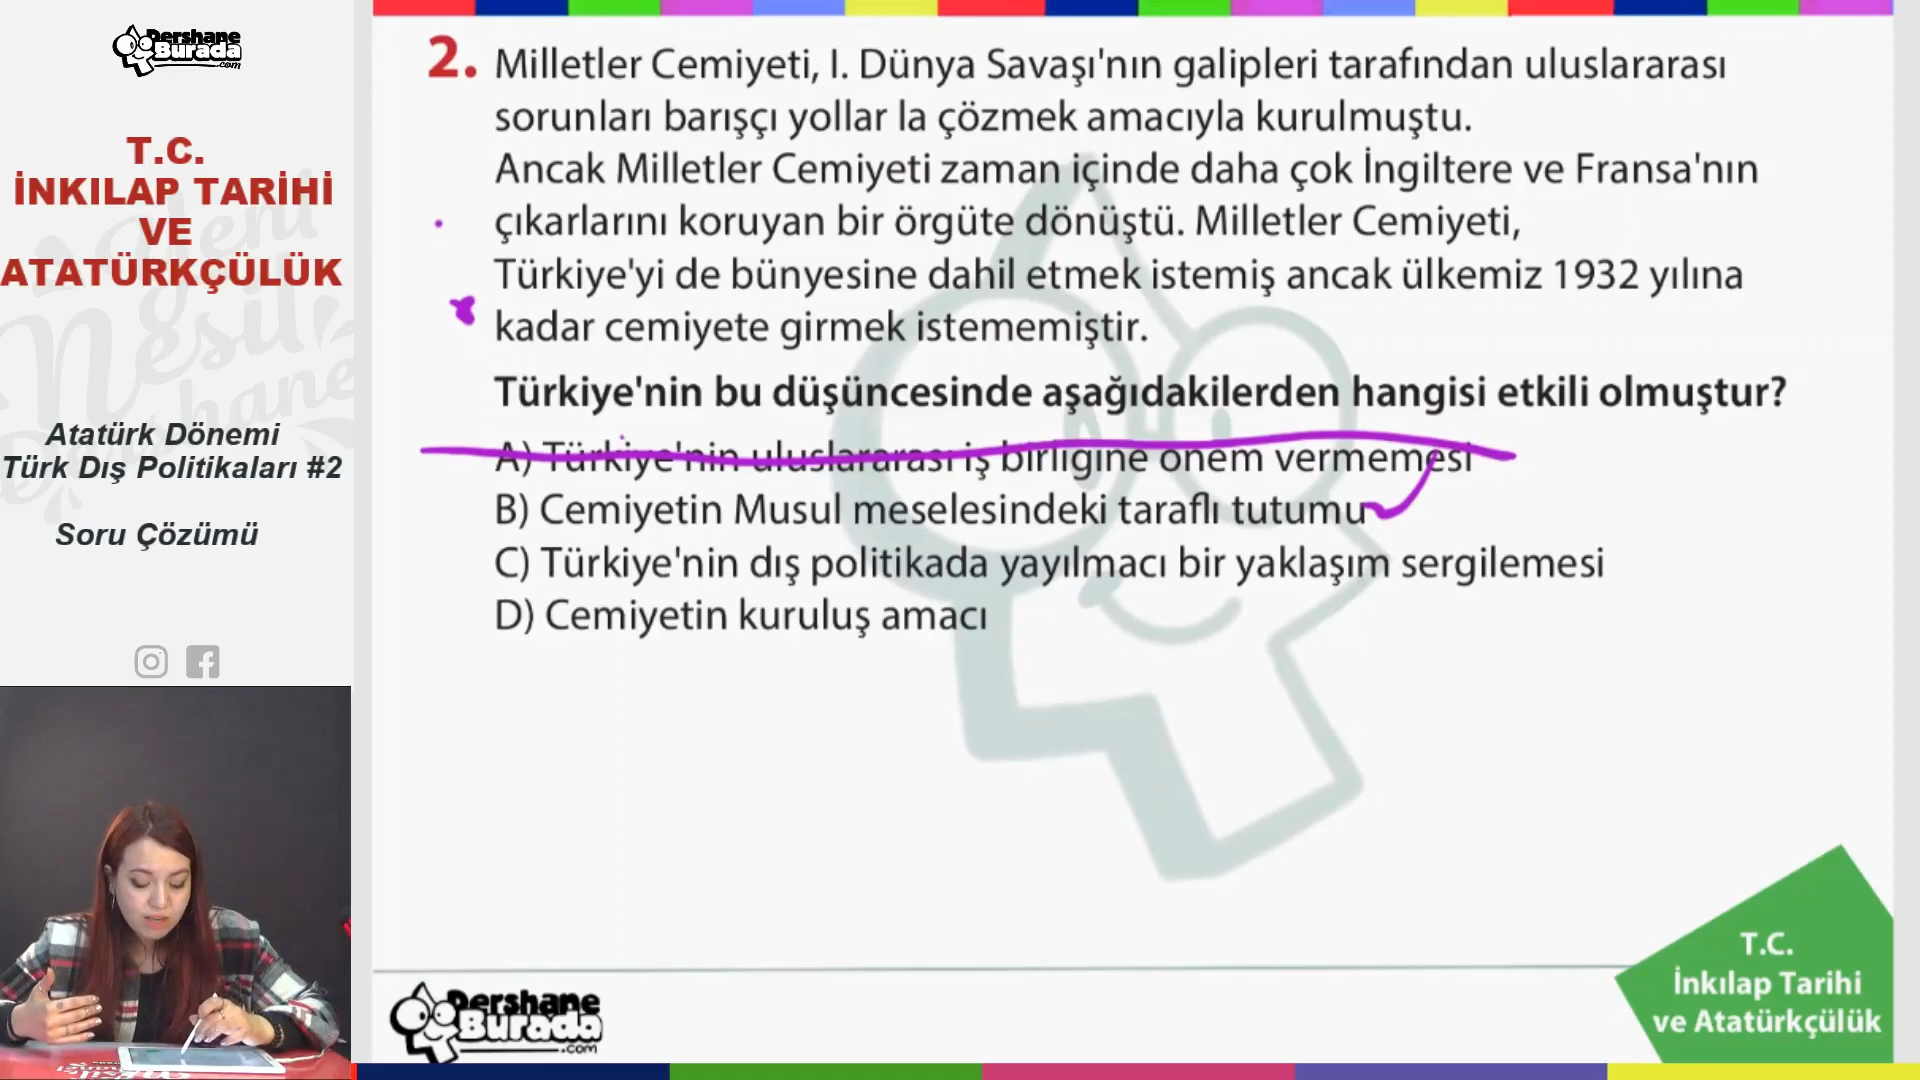 Dershane
Burada
.com
T.C.
İNKILAP TARİHİ
VE
ATATÜRKÇÜLÜK
Atatürk Dönemi
Türk Dış Politikaları #2
Soru Çözümü
2. Milletler Cemiyeti, I. Dünya Savaşı'nın galipleri tarafından uluslararası
sorunları barışçı yollar la çözmek amacıyla kurulmuştu.
Ancak Milletler Cemiyeti zaman içinde daha çok İngiltere ve Fransa'nın
çıkarlarını koruyan bir örgüte dönüştü. Milletler Cemiyeti,
Türkiye'yi de bünyesine dahil etmek istemiş ancak ülkemiz 1932 yılına
kadar cemiyete girmek istememiştir.
Türkiye'nin bu düşüncesinde aşağıdakilerden hangisi etkili olmuştur?
A) Türkiye'nin uluslararası iş birliğine önem vermemesi
B) Cemiyetin Musul meselesindeki taraflı tutumu
C) Türkiye'nin dış politikada yayılmacı bir yaklaşım sergilemesi
D) Cemiyetin kuruluş amacı
Dershane
Burada
.com
T.C.
İnkılap Tarihi
ve Atatürkçülük